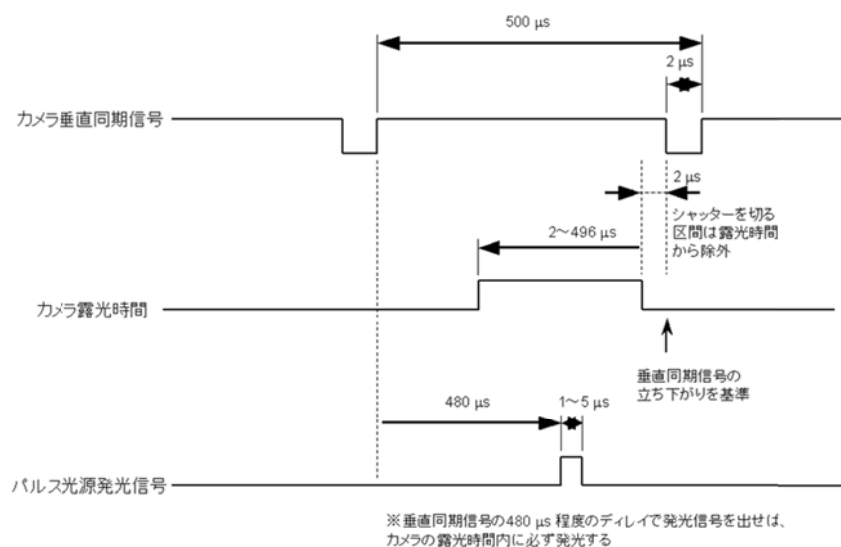 500 μs
2 μs
カメラ垂直同期信号
2 μs
シャッターを切る
区間は露光時間
から除外
2～496 μs
カメラ露光時間
垂直同期信号の
立ち下がりを基準
480 μs
1～5 μs
パルス光源発光信号
※垂直同期信号の480 μs 程度のディレイで発光信号を出せば、
カメラの露光時間内に必ず発光する